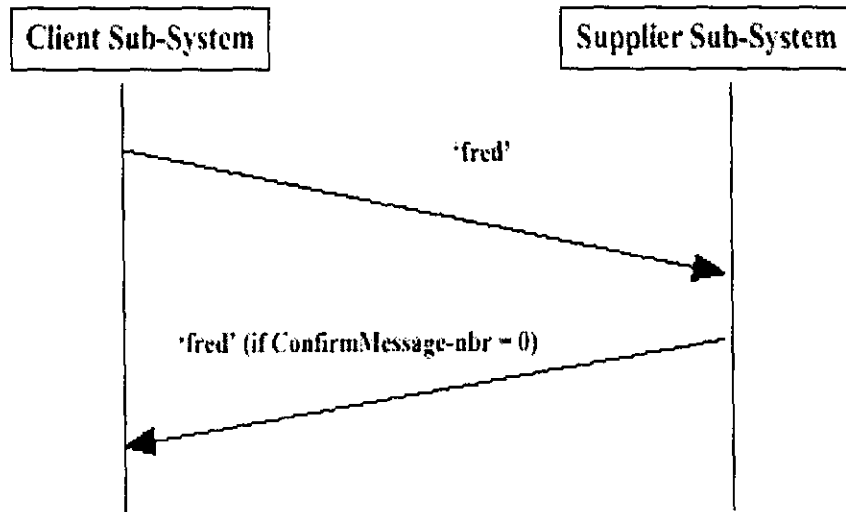 Client Sub-System
Supplier Sub-System
'fred'
'fred' (if ConfirmMessage-nbr = 0)